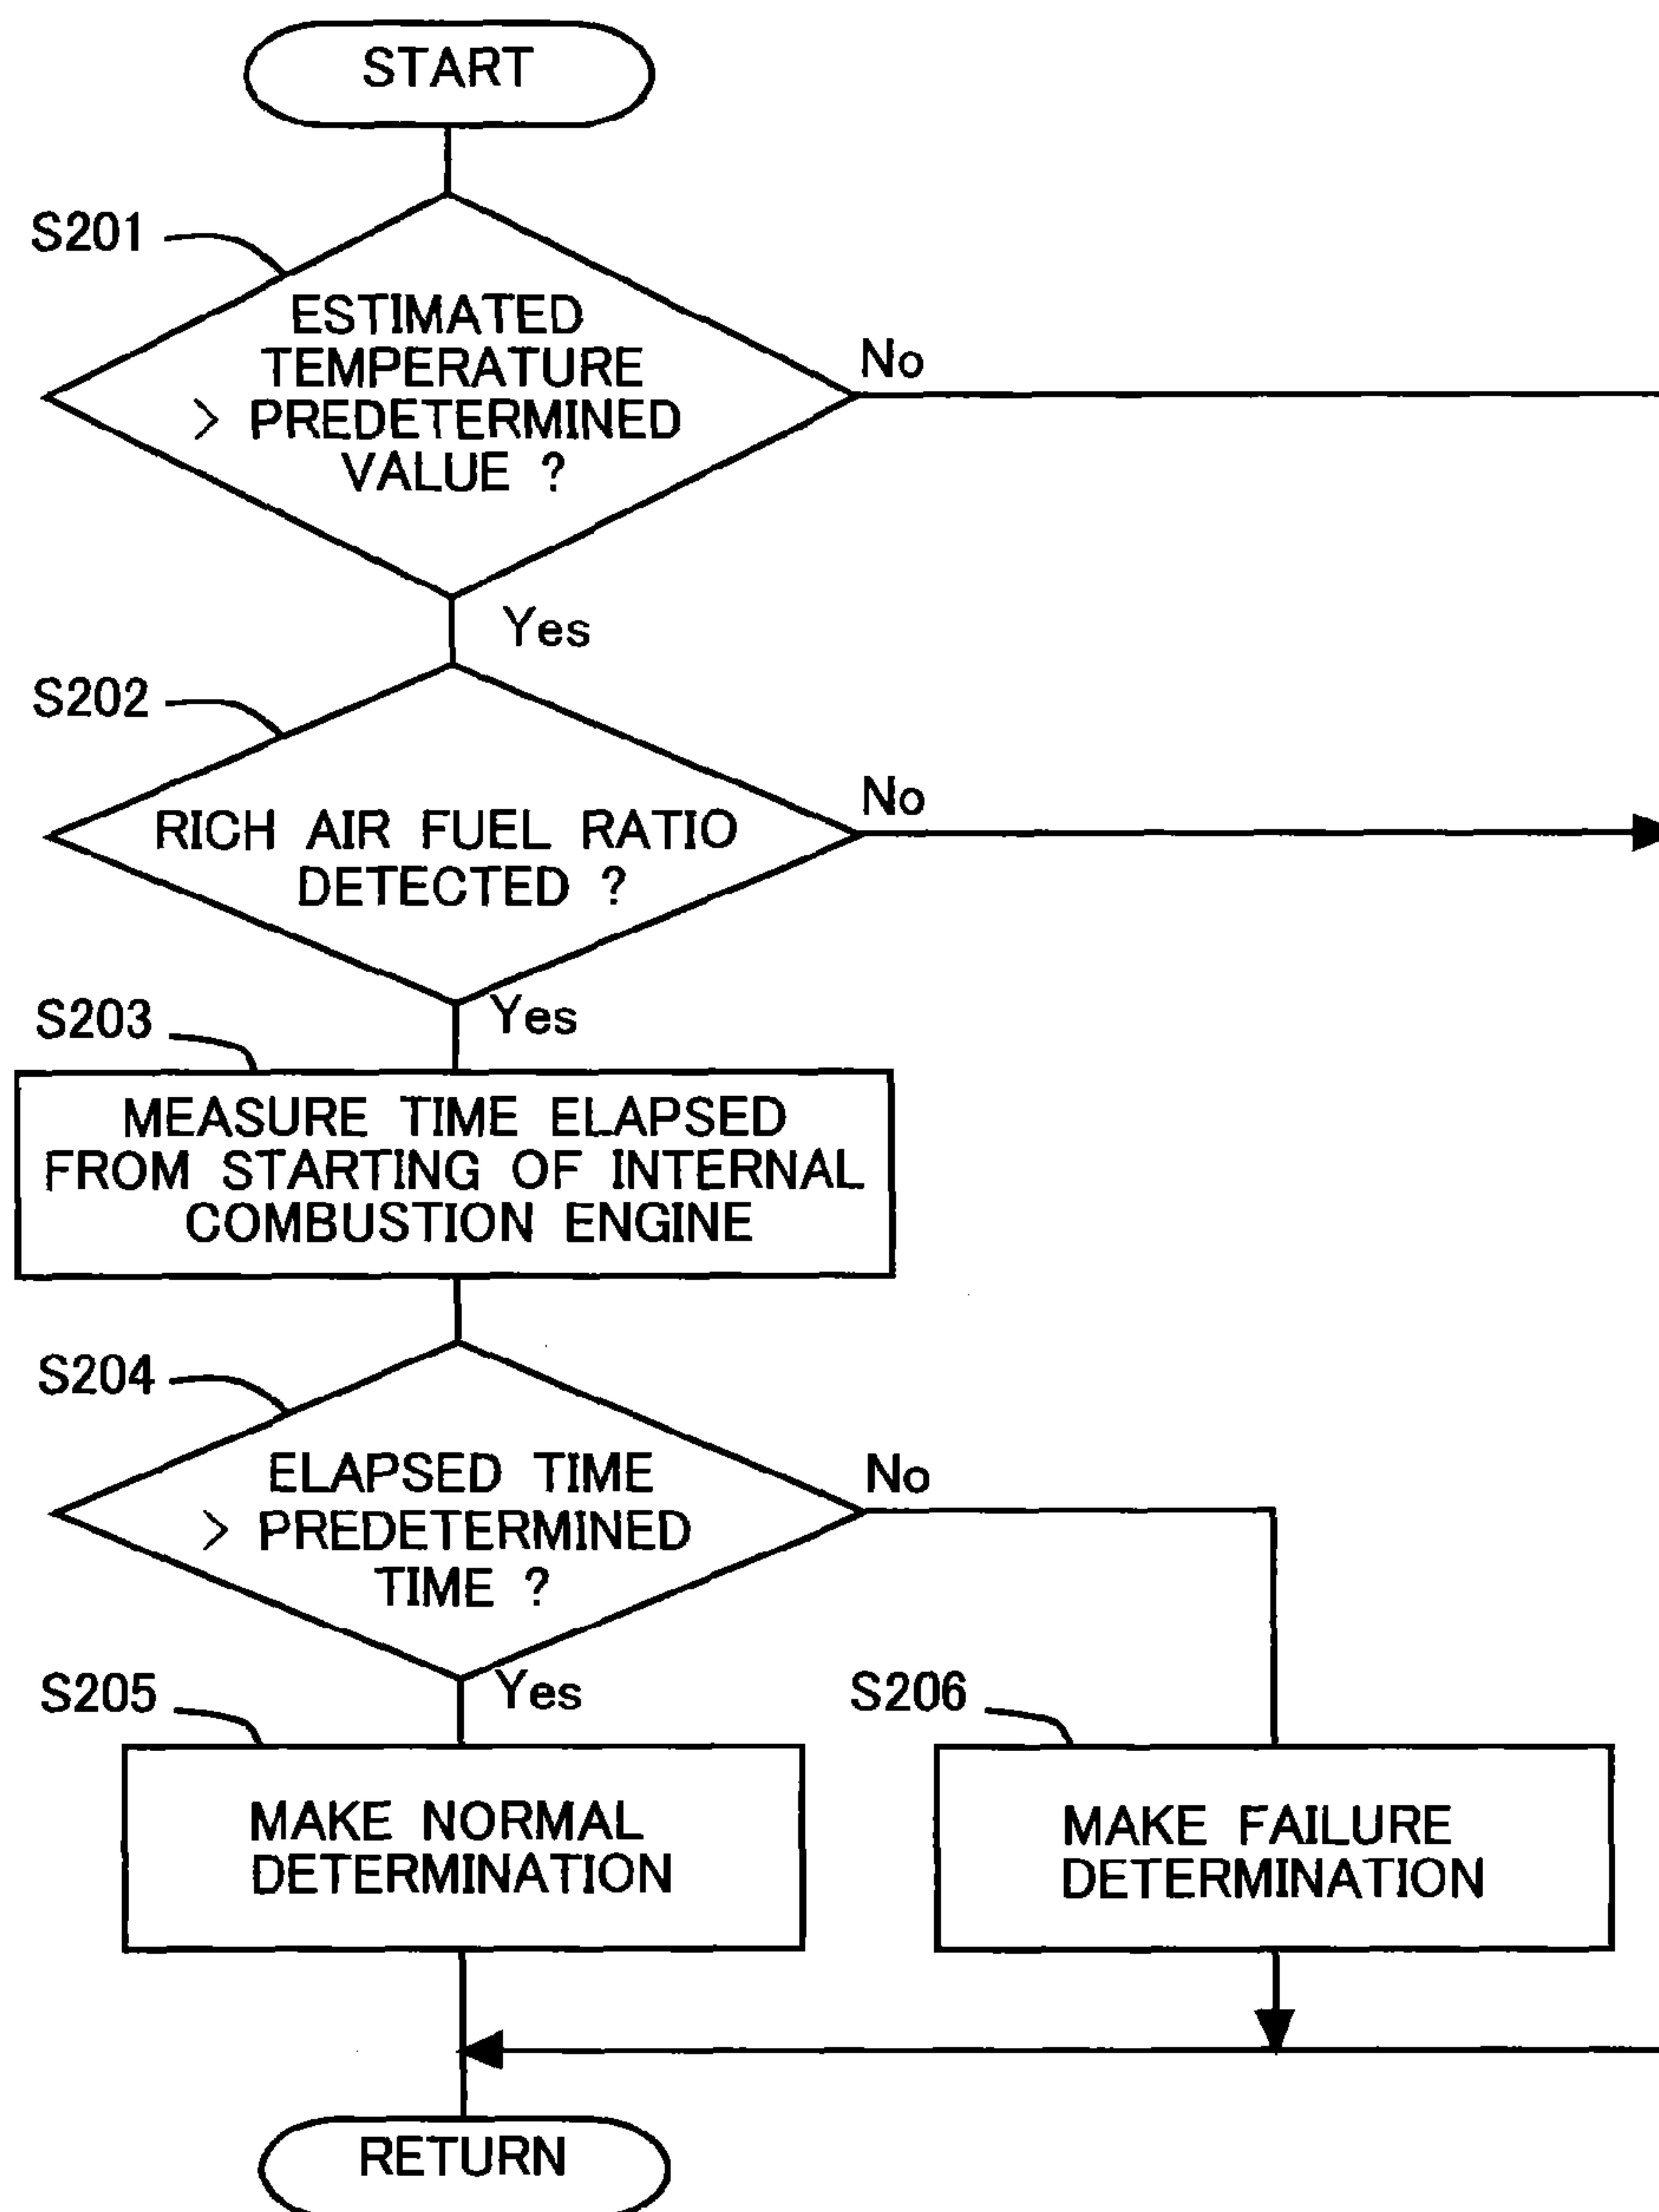 START
S201
ESTIMATED
TEMPERATURE
> PREDETERMINED
VALUE ?
No
Yes
S202
RICH AIR FUEL RATIO
DETECTED ?
No
Yes
S203
MEASURE TIME ELAPSED
FROM STARTING OF INTERNAL
COMBUSTION ENGINE
S204
ELAPSED TIME
> PREDETERMINED
TIME ?
No
Yes
S205
MAKE NORMAL
DETERMINATION
S206
MAKE FAILURE
DETERMINATION
RETURN